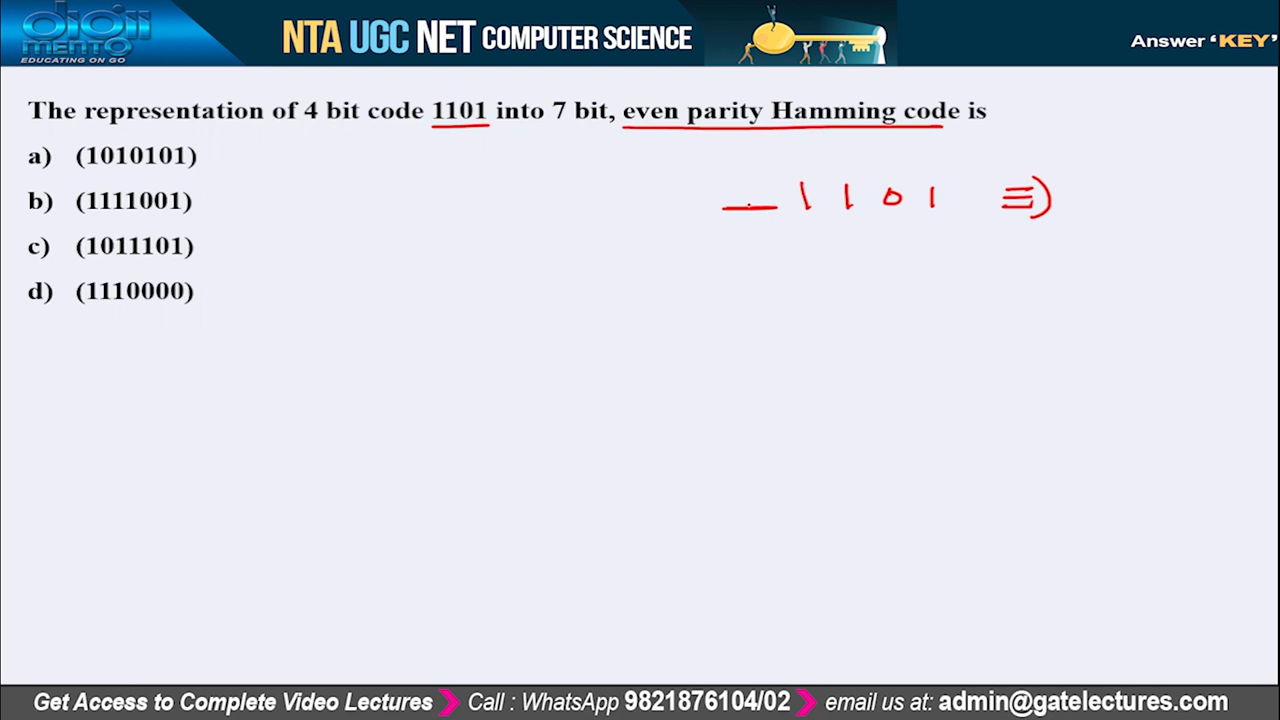 digii
MENTO
EDUCATING ON GO
NTA UGC NET COMPUTER SCIENCE
Answer ‘KEY’
The representation of 4 bit code 1101 into 7 bit, even parity Hamming code is
a) (1010101)
b) (1111001)
c) (1011101)
d) (1110000)
_ 1 1 0 1 ≡)
Get Access to Complete Video Lectures Call : WhatsApp 9821876104/02 email us at: admin@gatelectures.com